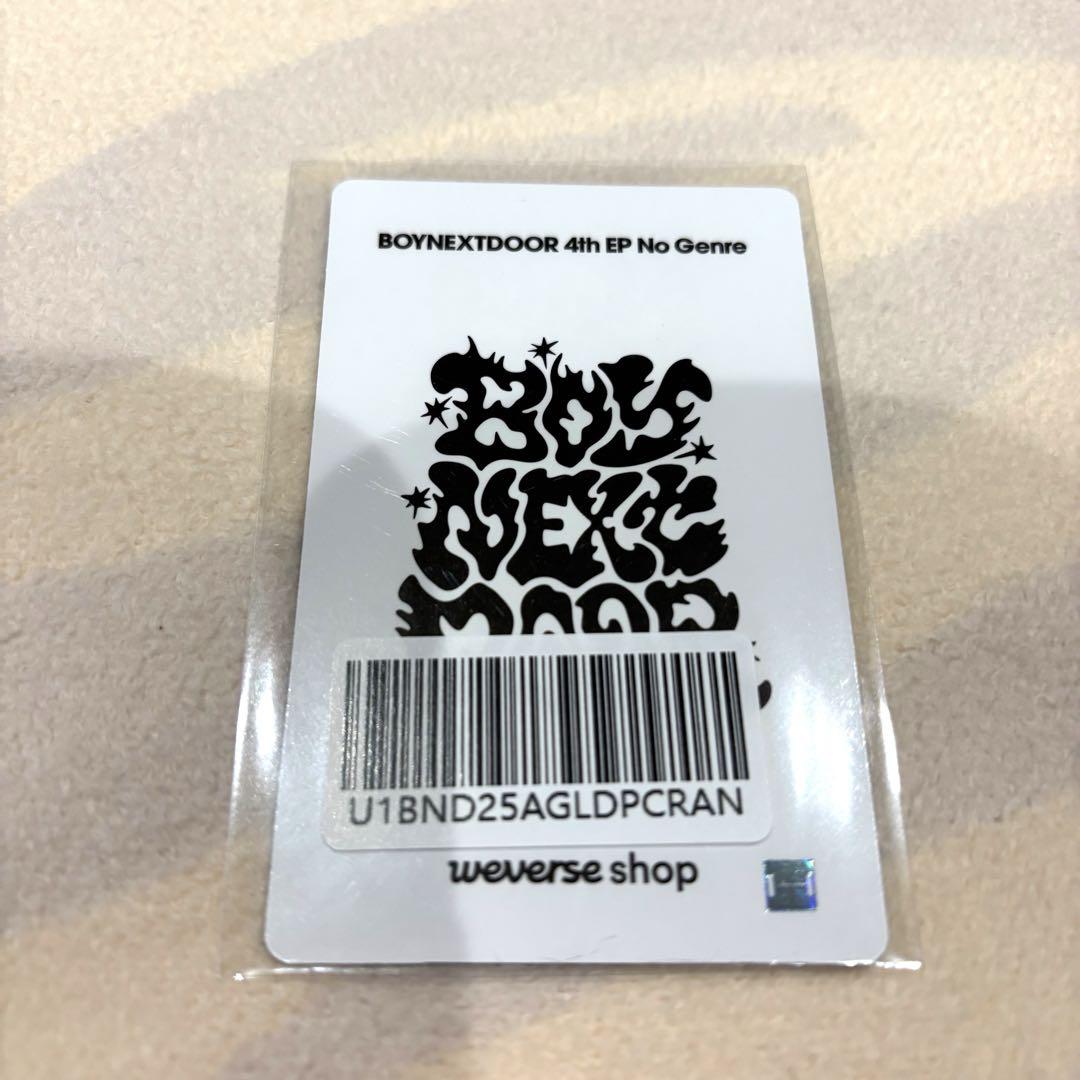 BOYNEXTDOOR 4th EP No Genre
BOY
NEXT
DOOR
U1BND25AGLDPCRAN
weverse shop